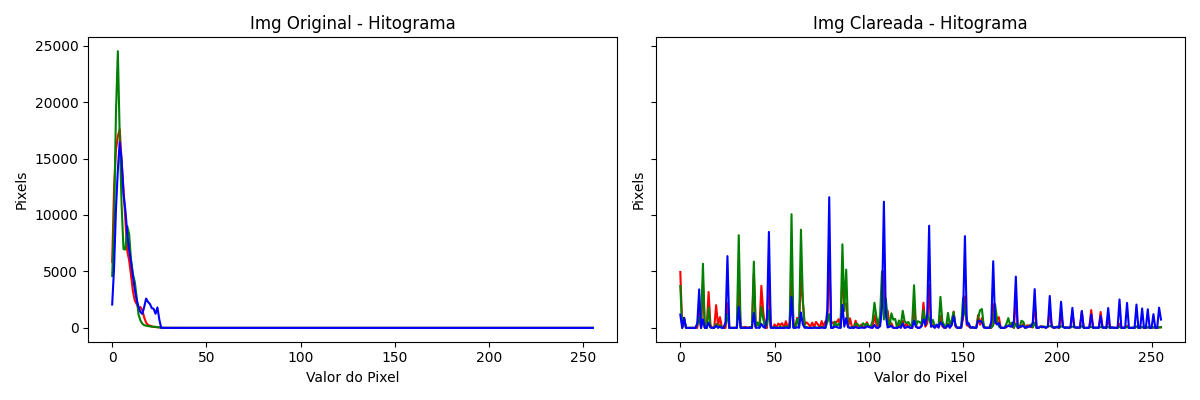 Img Original - Hitograma
Img Clareada - Hitograma
25000
20000
15000
10000
5000
0
Pixels
Pixels
0 50 100 150 200 250
0 50 100 150 200 250
Valor do Pixel
Valor do Pixel